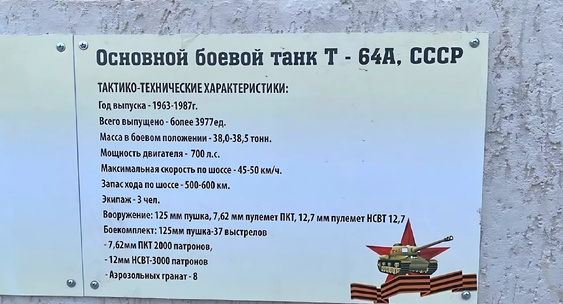 Основной боевой танк Т - 64А, СССР
ТАКТИКО-ТЕХНИЧЕСКИЕ ХАРАКТЕРИСТИКИ:
Год выпуска - 1963-1987г.
Всего выпущено - более 3977ед.
Масса в боевом положении - 38,0-38,5 тонн.
Мощность двигателя - 700 л.с.
Максимальная скорость по шоссе - 45-50 км/ч.
Запас хода по шоссе - 500-600 км.
Экипаж - 3 чел.
Вооружение: 125 мм пушка, 7,62 мм пулемет ПКТ, 12,7 мм пулемет НСВТ 12,7
Боекомплект: 125мм пушка-37 выстрелов
- 7,62мм ПКТ 2000 патронов,
- 12мм НСВТ-3000 патронов
- Аэрозольных гранат - 8